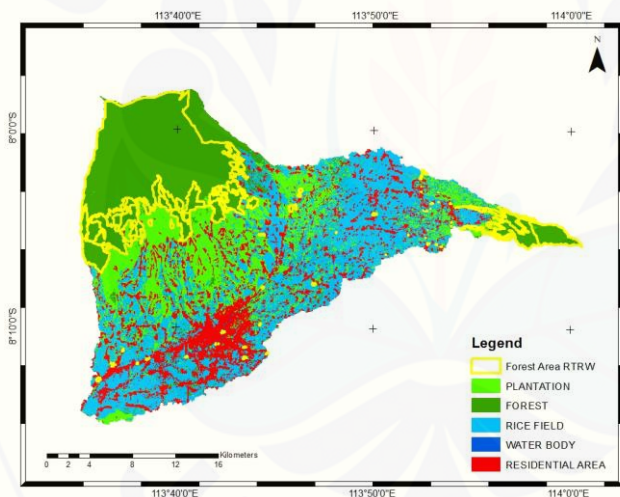 113°40'0"E 113°50'0"E 114°0'0"E
N
8°0'0"S
8°10'0"S
Legend
Forest Area RTRW
PLANTATION
FOREST
RICE FIELD
WATER BODY
RESIDENTIAL AREA
Kilometers
0 2 4 8 12 16
113°40'0"E 113°50'0"E 114°0'0"E